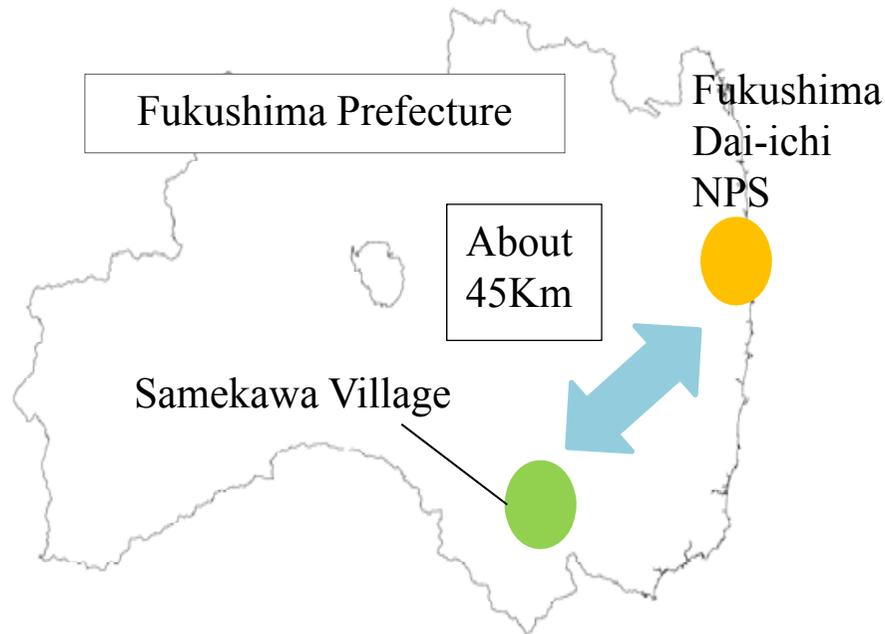 Fukushima Prefecture
Fukushima
Dai-ichi
NPS
About
45Km
Samekawa Village